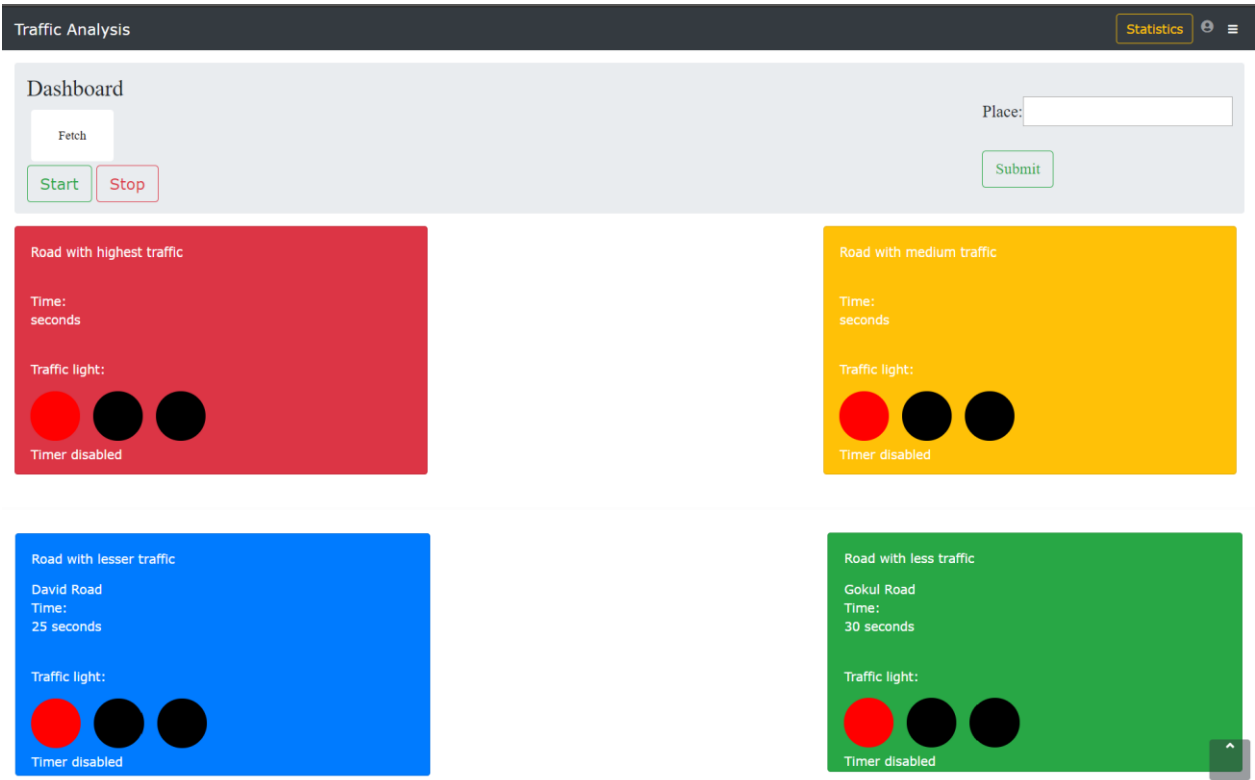 Traffic Analysis
Statistics
Dashboard
Fetch
Start
Stop
Place:
Submit
Road with highest traffic
Time:
seconds
Traffic light:
Timer disabled
Road with medium traffic
Time:
seconds
Traffic light:
Timer disabled
Road with lesser traffic
David Road
Time:
25 seconds
Traffic light:
Timer disabled
Road with less traffic
Gokul Road
Time:
30 seconds
Traffic light:
Timer disabled